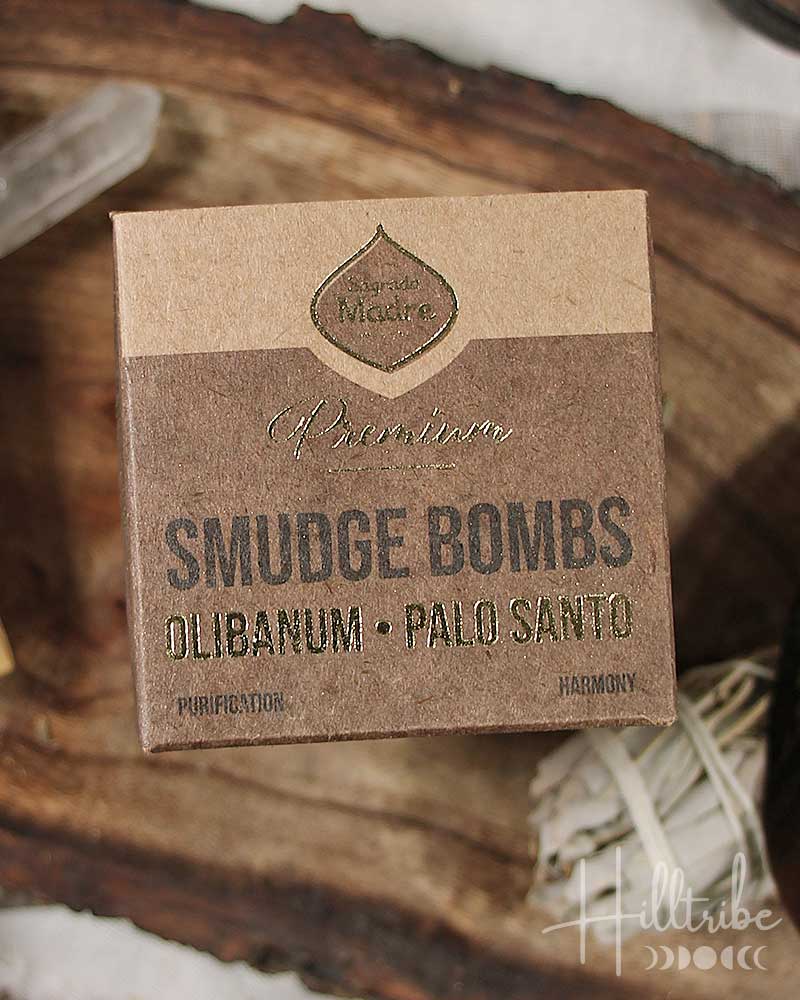 Sagrada
Madre
Premium
SMUDGE BOMBS
OLIBANUM • PALO SANTO
PURIFICATION HARMONY
Hilltribe